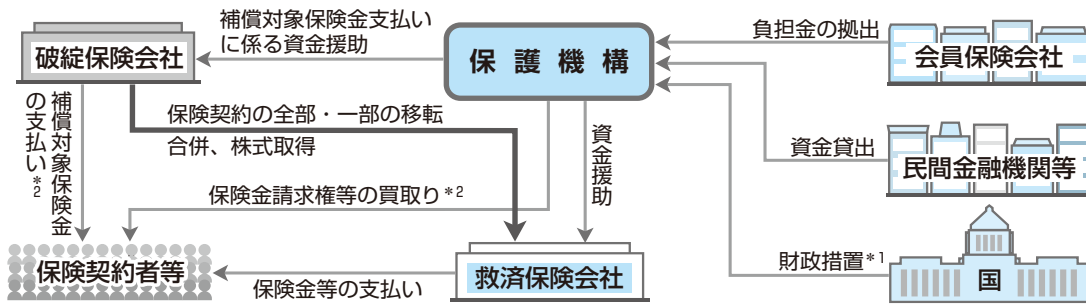 補償対象保険金支払い
に係る資金援助
破綻保険会社
保護機構
負担金の拠出
会員保険会社
補償対象保険金
の支払い*2
保険契約の全部・一部の移転
合併、株式取得
資金援助
資金貸出
民間金融機関等
保険金請求権等の買取り*2
財政措置*1
国
保険契約者等
保険金等の支払い
救済保険会社